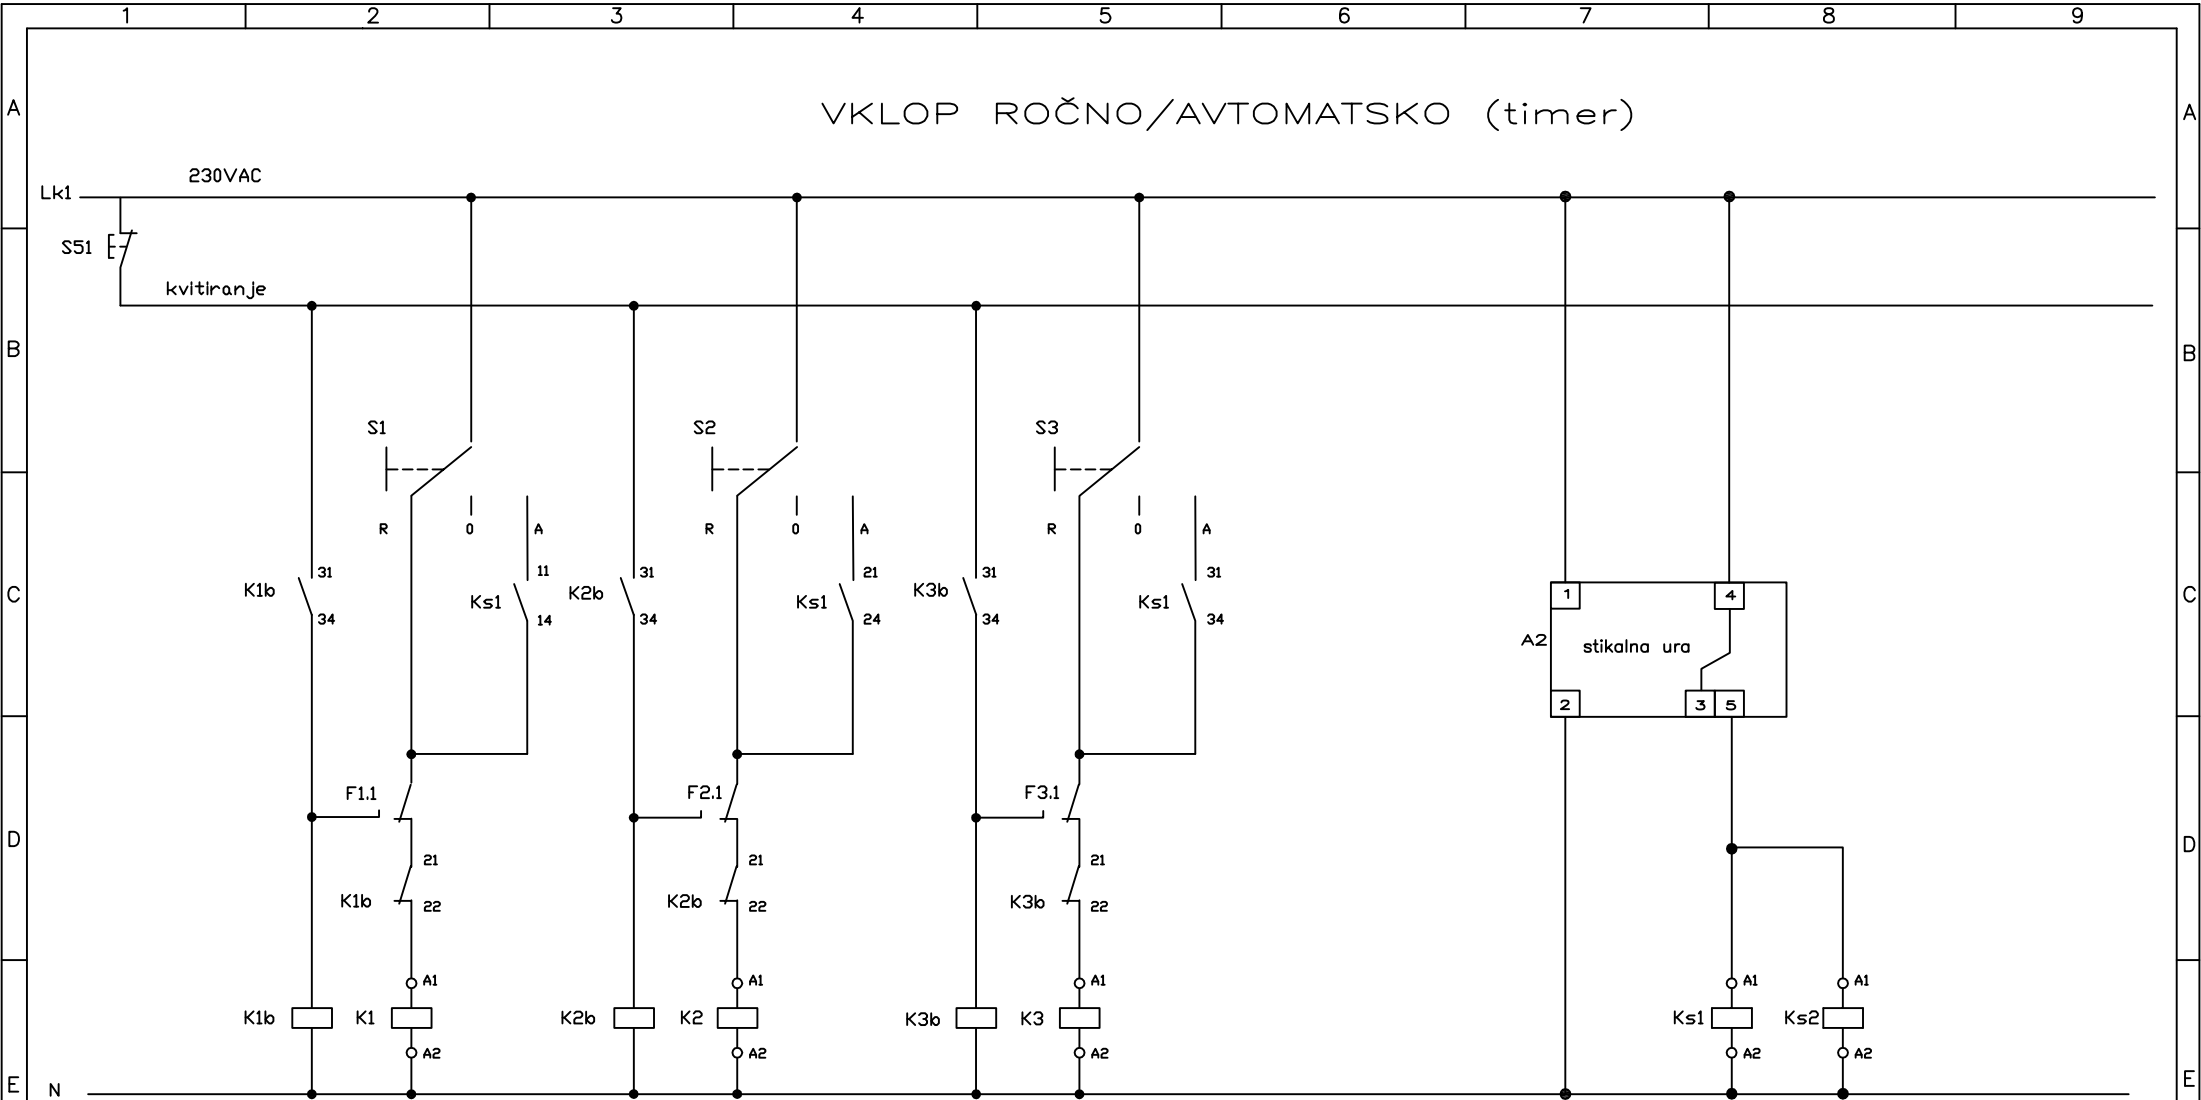 1 2 3 4 5 6 7 8 9
A A
VKLOP ROČNO/AVTOMATSKO (timer)
230VAC
Lk1
S51
kvitiranje
B B
S1 S2 S3
R 0 A R 0 A R 0 A
31 11 31 21 31 31
K1b Ks1 K2b Ks1 K3b Ks1
34 14 34 24 34 34
C C
1 4
A2 stikalna ura
2 3 5
F1.1 F2.1 F3.1
D D
21 21 21
K1b K2b K3b
22 22 22
A1 A1 A1 A1 A1
K1b K1 K2b K2 K3b K3 Ks1 Ks2
A2 A2 A2 A2 A2
E N E